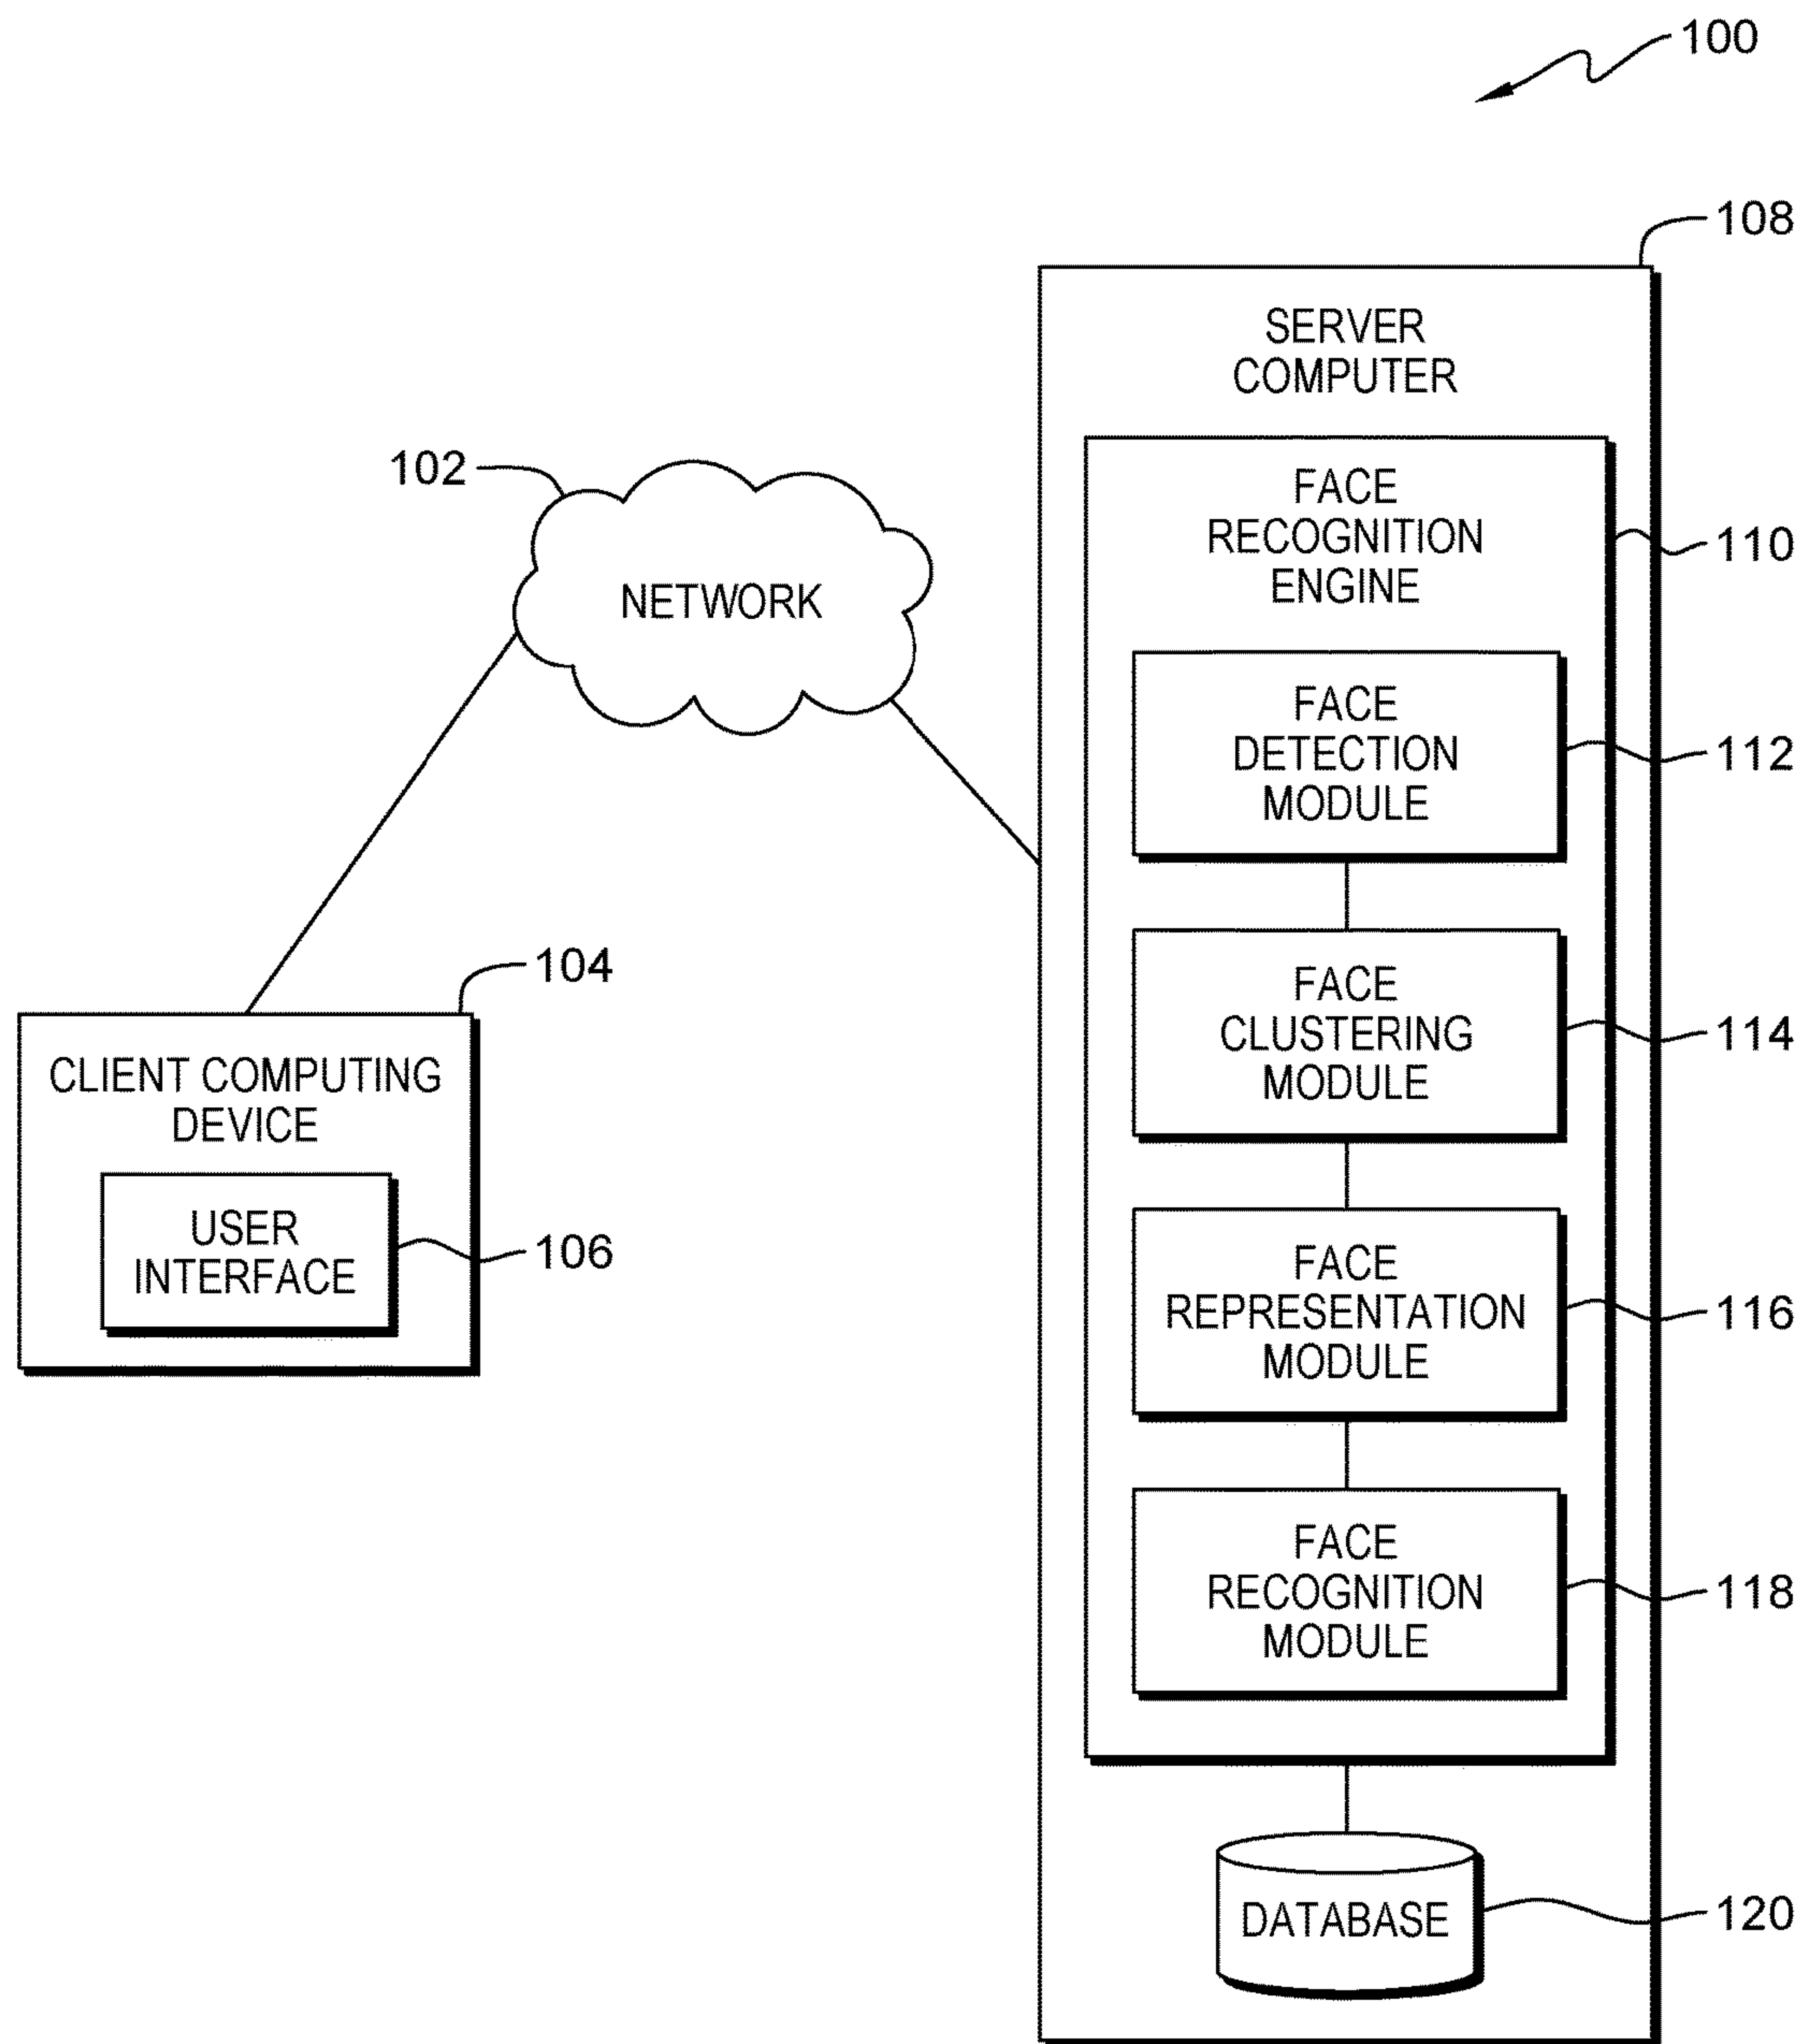 100
108
SERVER
COMPUTER
102
NETWORK
FACE
RECOGNITION
ENGINE
110
FACE
DETECTION
MODULE
112
104
CLIENT COMPUTING
DEVICE
USER
INTERFACE
106
FACE
CLUSTERING
MODULE
114
FACE
REPRESENTATION
MODULE
116
FACE
RECOGNITION
MODULE
118
DATABASE
120